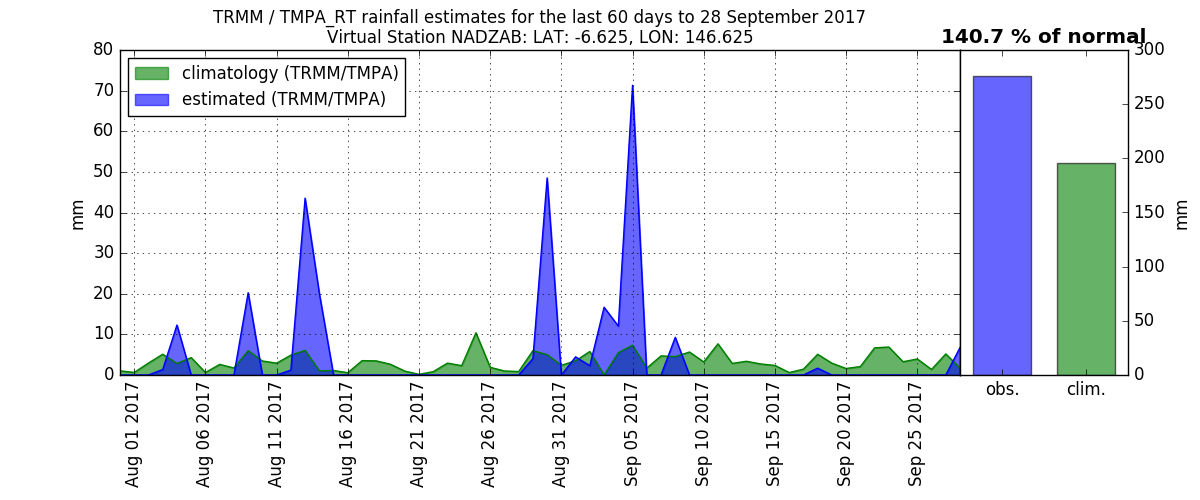 TRMM / TMPA_RT rainfall estimates for the last 60 days to 28 September 2017
Virtual Station NADZAB: LAT: -6.625, LON: 146.625
140.7 % of normal
climatology (TRMM/TMPA)
estimated (TRMM/TMPA)
mm
80
70
60
50
40
30
20
10
0
Aug 01 2017
Aug 06 2017
Aug 11 2017
Aug 16 2017
Aug 21 2017
Aug 26 2017
Aug 31 2017
Sep 05 2017
Sep 10 2017
Sep 15 2017
Sep 20 2017
Sep 25 2017
obs.
clim.
300
250
200
150
100
50
0
mm